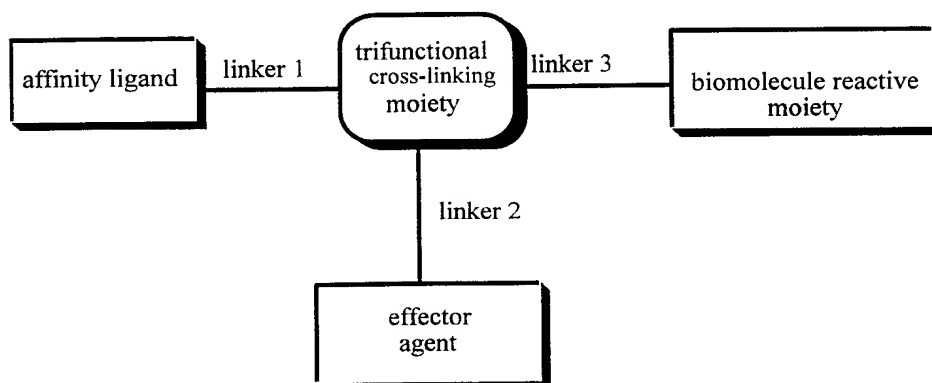 affinity ligand
linker 1
trifunctional
cross-linking
moiety
linker 3
biomolecule reactive
moiety
linker 2
effector
agent